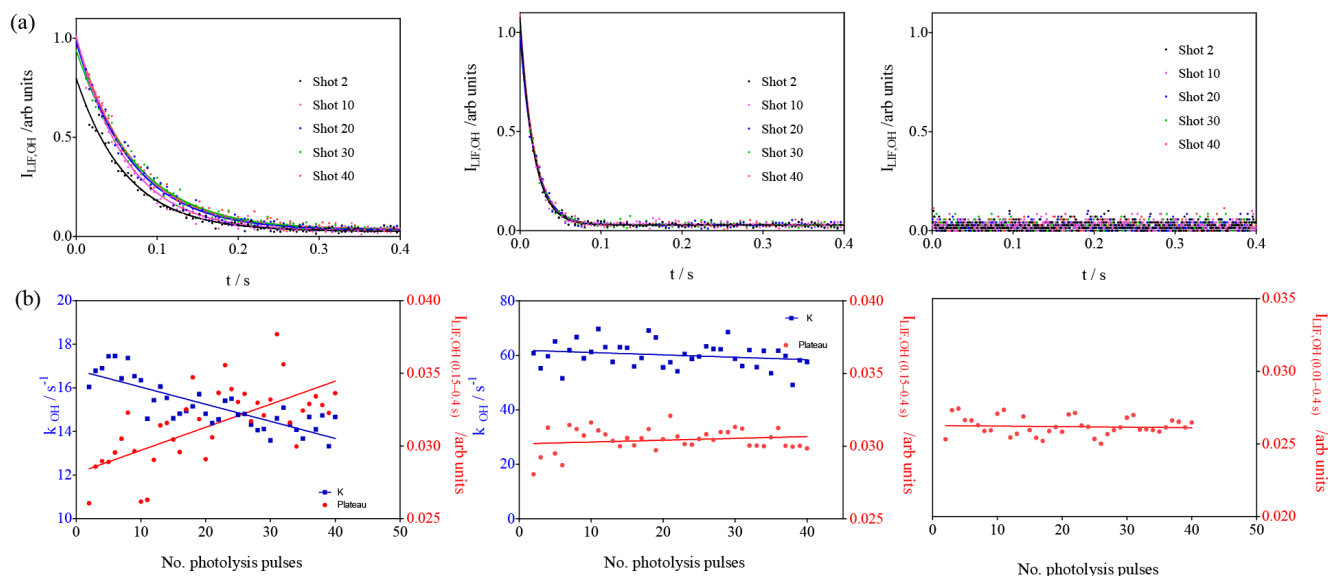 (a)
I_LIF,OH /arb units
1.0
0.5
0.0
0.0 0.1 0.2 0.3 0.4
t / s
Shot 2
Shot 10
Shot 20
Shot 30
Shot 40
I_LIF,OH /arb units
1.0
0.5
0.0
0.0 0.1 0.2 0.3 0.4
t / s
Shot 2
Shot 10
Shot 20
Shot 30
Shot 40
I_LIF,OH /arb units
1.0
0.5
0.0
0.0 0.1 0.2 0.3 0.4
t / s
Shot 2
Shot 10
Shot 20
Shot 30
Shot 40
(b)
k_OH / s^-1
20
18
16
14
12
10
0 10 20 30 40 50
No. photolysis pulses
K
Plateau
0.040
0.035
0.030
0.025
I_LIF,OH (0.15–0.4 s) /arb units
k_OH / s^-1
80
60
40
20
0
0 10 20 30 40 50
No. photolysis pulses
K
Plateau
0.040
0.035
0.030
0.025
I_LIF,OH (0.15–0.4 s) /arb units
0 10 20 30 40 50
No. photolysis pulses
0.035
0.030
0.025
0.020
I_LIF,OH (0.01–0.4 s) /arb units